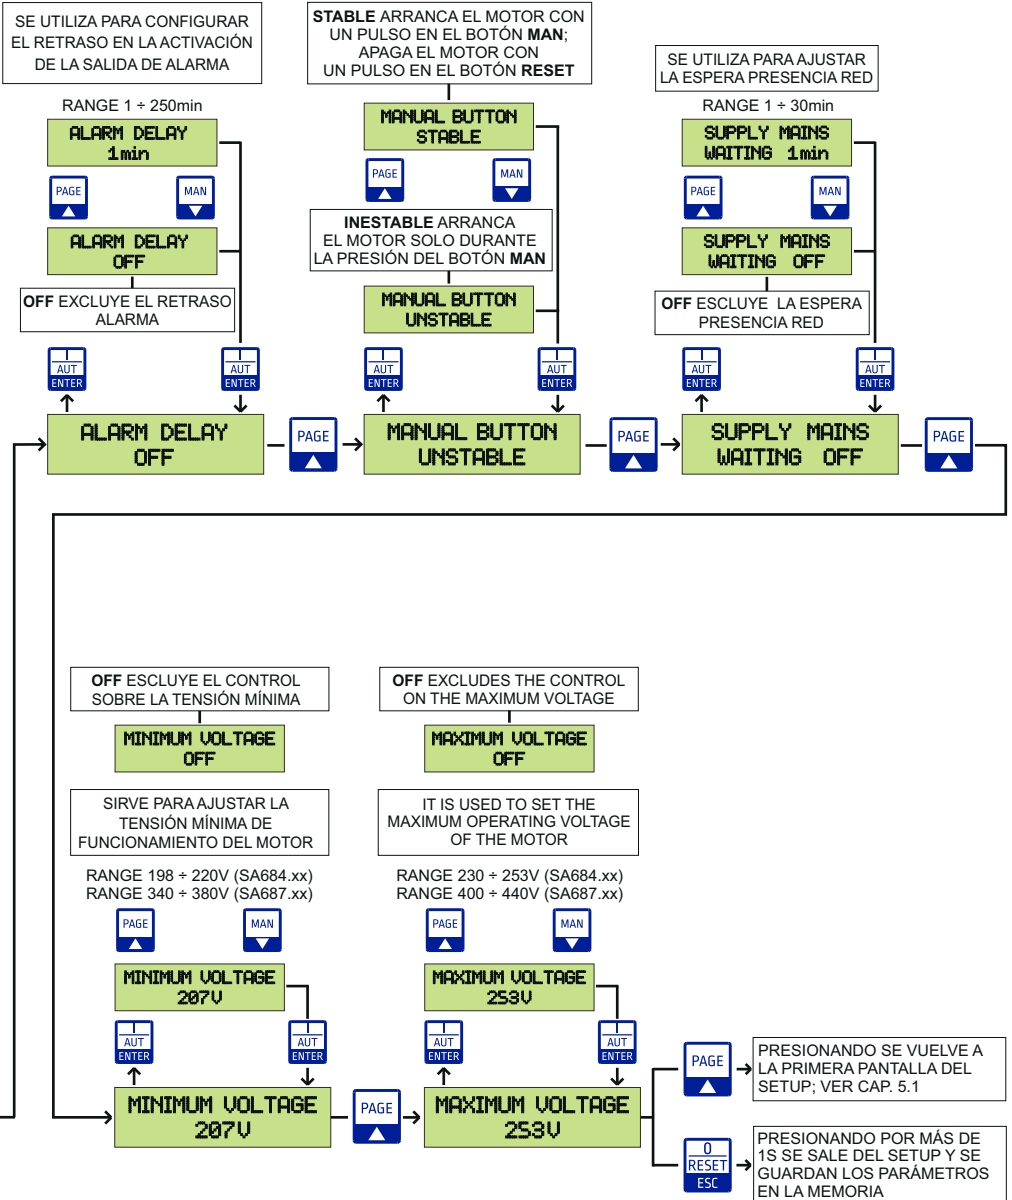 SE UTILIZA PARA CONFIGURAR
EL RETRASO EN LA ACTIVACIÓN
DE LA SALIDA DE ALARMA
RANGE 1 ÷ 250min
ALARM DELAY
1min
PAGE
MAN
ALARM DELAY
OFF
OFF EXCLUYE EL RETRASO
ALARMA
I
AUT
ENTER
I
AUT
ENTER
ALARM DELAY
OFF
PAGE
STABLE ARRANCA EL MOTOR CON
UN PULSO EN EL BOTÓN MAN;
APAGA EL MOTOR CON
UN PULSO EN EL BOTÓN RESET
MANUAL BUTTON
STABLE
PAGE
MAN
INESTABLE ARRANCA
EL MOTOR SOLO DURANTE
LA PRESIÓN DEL BOTÓN MAN
MANUAL BUTTON
UNSTABLE
I
AUT
ENTER
I
AUT
ENTER
MANUAL BUTTON
UNSTABLE
PAGE
SE UTILIZA PARA AJUSTAR
LA ESPERA PRESENCIA RED
RANGE 1 ÷ 30min
SUPPLY MAINS
WAITING 1min
PAGE
MAN
SUPPLY MAINS
WAITING OFF
OFF ESCLUYE LA ESPERA
PRESENCIA RED
I
AUT
ENTER
I
AUT
ENTER
SUPPLY MAINS
WAITING OFF
PAGE
OFF ESCLUYE EL CONTROL
SOBRE LA TENSIÓN MÍNIMA
MINIMUM VOLTAGE
OFF
SIRVE PARA AJUSTAR LA
TENSIÓN MÍNIMA DE
FUNCIONAMIENTO DEL MOTOR
RANGE 198 ÷ 220V (SA684.xx)
RANGE 340 ÷ 380V (SA687.xx)
PAGE
MAN
MINIMUM VOLTAGE
207V
I
AUT
ENTER
I
AUT
ENTER
MINIMUM VOLTAGE
207V
PAGE
OFF EXCLUDES THE CONTROL
ON THE MAXIMUM VOLTAGE
MAXIMUM VOLTAGE
OFF
IT IS USED TO SET THE
MAXIMUM OPERATING VOLTAGE
OF THE MOTOR
RANGE 230 ÷ 253V (SA684.xx)
RANGE 400 ÷ 440V (SA687.xx)
PAGE
MAN
MAXIMUM VOLTAGE
253V
I
AUT
ENTER
I
AUT
ENTER
MAXIMUM VOLTAGE
253V
PAGE
PRESIONANDO SE VUELVE A
LA PRIMERA PANTALLA DEL
SETUP; VER CAP. 5.1
0
RESET
ESC
PRESIONANDO POR MÁS DE
1S SE SALE DEL SETUP Y SE
GUARDAN LOS PARÁMETROS
EN LA MEMORIA